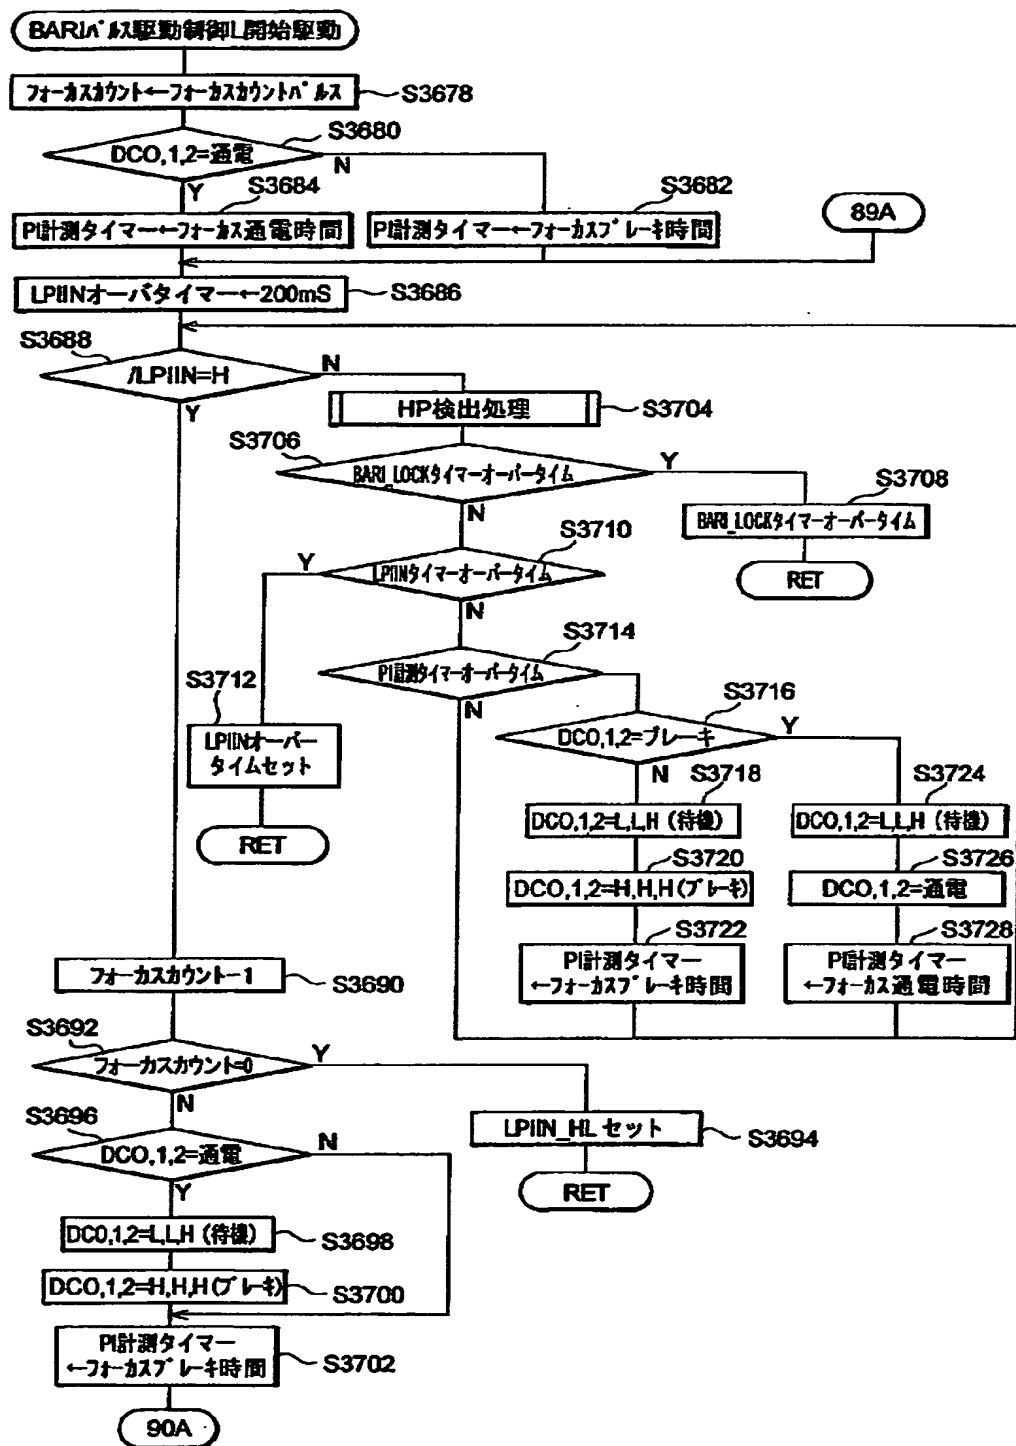 BARIパルス駆動制御L開始駆動
フォーカスカウント←フォーカスカウントパルス
S3678
S3680
DC0,1,2=通電
N
Y
S3684
S3682
89A
PI計測タイマー←フォーカス通電時間
PI計測タイマー←フォーカスブレーキ時間
LPIINオーバタイマー←200mS
S3686
S3688
/LPIIN=H
N
Y
HP検出処理
S3704
S3706
BARI_LOCKタイマーオーバータイム
Y
N
S3708
BARI_LOCKタイマーオーバータイム
RET
S3710
Y
LPIINタイマーオーバータイム
N
S3714
PI計測タイマーオーバータイム
N
S3712
LPIINオーバー
タイムセット
RET
S3716
DC0,1,2=ブレーキ
Y
N
S3718
DC0,1,2=L,L,H (待機)
S3724
DC0,1,2=L,L,H (待機)
S3720
DC0,1,2=H,H,H(ブレーキ)
S3726
DC0,1,2=通電
S3722
PI計測タイマー
←フォーカスブレーキ時間
S3728
PI計測タイマー
←フォーカス通電時間
フォーカスカウント-1
S3690
S3692
フォーカスカウント=0
Y
N
LPIIN_HLセット
S3694
RET
S3696
DC0,1,2=通電
N
Y
DC0,1,2=L,L,H (待機)
S3698
DC0,1,2=H,H,H(ブレーキ)
S3700
PI計測タイマー
←フォーカスブレーキ時間
S3702
90A